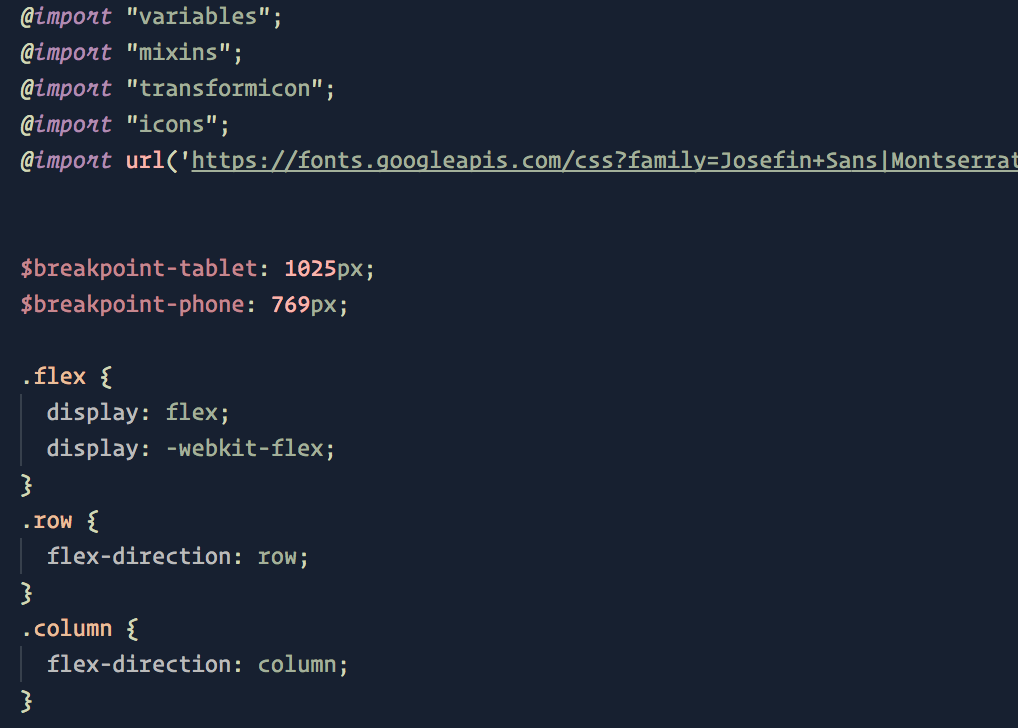 @import "variables";
@import "mixins";
@import "transformicon";
@import "icons";
@import url('https://fonts.googleapis.com/css?family=Josefin+Sans|Montserrat
$breakpoint-tablet: 1025px;
$breakpoint-phone: 769px;
.flex {
display: flex;
display: -webkit-flex;
}
.row {
flex-direction: row;
}
.column {
flex-direction: column;
}